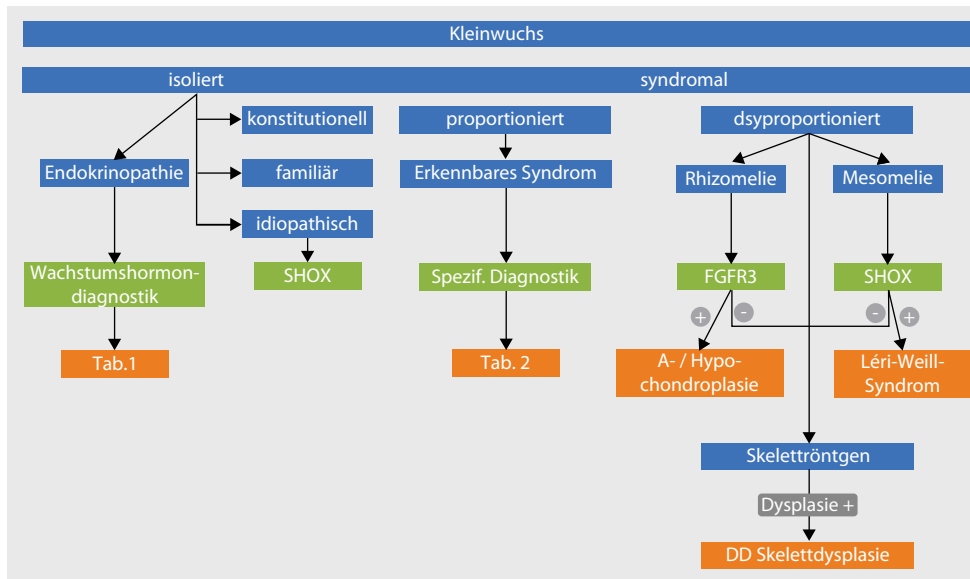 Kleinwuchs
isoliert
syndromal
konstitutionell
proportioniert
dsyproportioniert
Endokrinopathie
familiär
Erkennbares Syndrom
Rhizomelie
Mesomelie
idiopathisch
Wachstumshormon-
diagnostik
SHOX
Spezif. Diagnostik
FGFR3
SHOX
+
-
-
+
Tab.1
Tab. 2
A- / Hypo-
chondroplasie
Léri-Weill-
Syndrom
Skelettröntgen
Dysplasie +
DD Skelettdysplasie